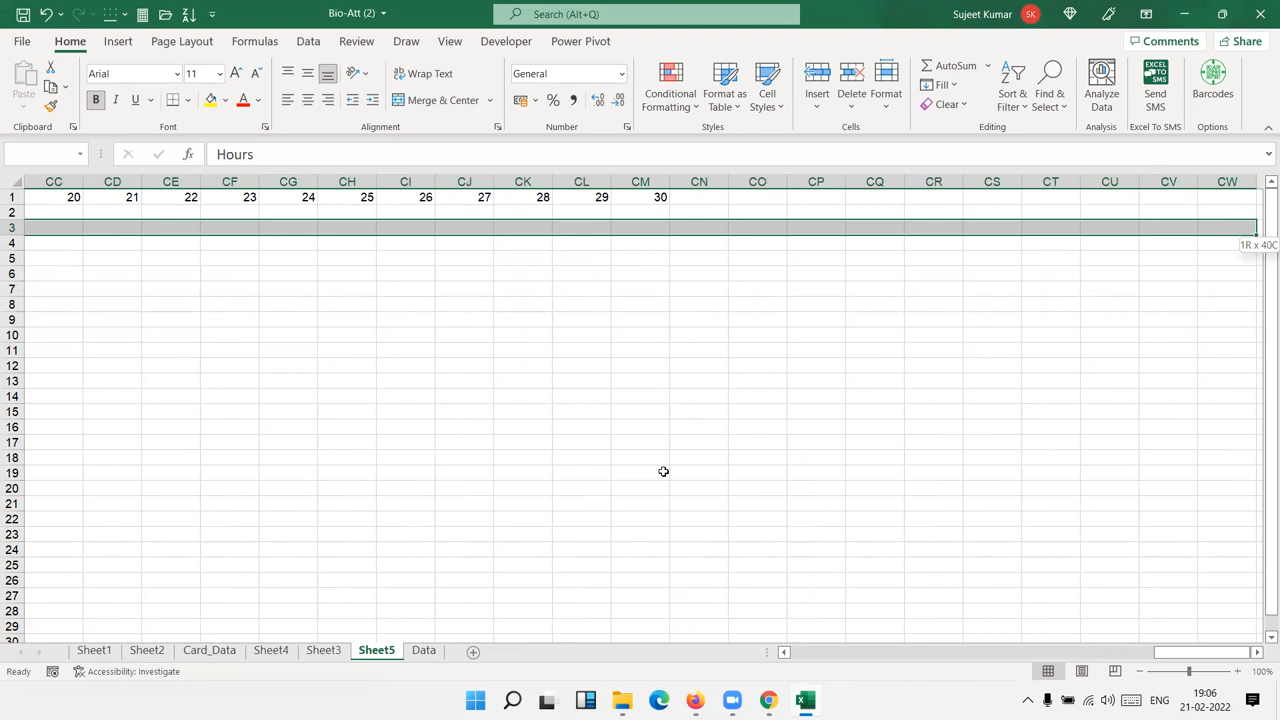 Bio-Att (2)
Search (Alt+Q)
Sujeet Kumar SK
File Home Insert Page Layout Formulas Data Review View Draw Developer Power Pivot
Comments Share
Paste
Arial 11
B I U
Wrap Text
Merge & Center
General
Conditional Formatting
Format as Table
Cell Styles
Insert Delete Format
AutoSum
Fill
Clear
Sort & Filter
Find & Select
Analyze Data
EXCEL TO SMS
Send SMS
Barcodes
Clipboard Font Alignment Number Styles Cells Editing Analysis Excel To SMS Options
fx Hours
CC CD CE CF CG CH CI CJ CK CL CM CN CO CP CQ CR CS CT CU CV CW
1 20 21 22 23 24 25 26 27 28 29 30
2
3
4
1R x 40C
5
6
7
8
9
10
11
12
13
14
15
16
17
18
19
20
21
22
23
24
25
26
27
28
29
30
Sheet1 Sheet2 Card_Data Sheet4 Sheet3 Sheet5 Data
Ready Accessibility: Investigate 100%
ENG 19:06
21-02-2022